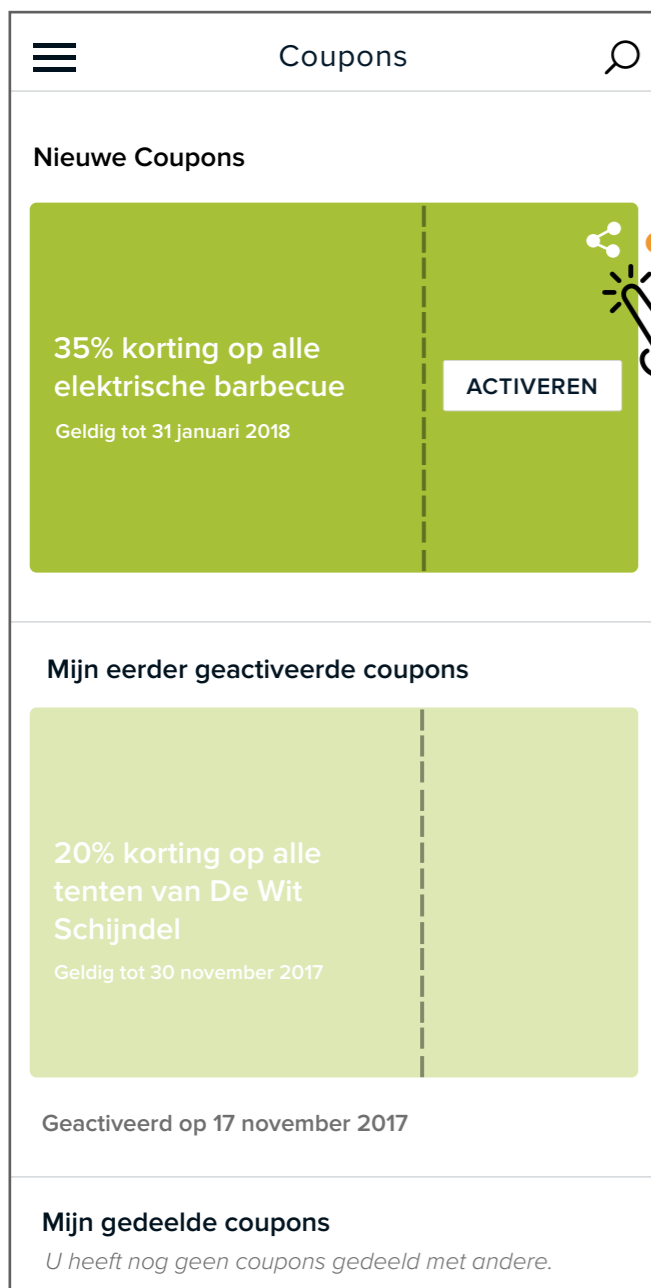 Coupons
Nieuwe Coupons
35% korting op alle
elektrische barbecue
Geldig tot 31 januari 2018
ACTIVEREN
Mijn eerder geactiveerde coupons
20% korting op alle
tenten van De Wit
Schijndel
Geldig tot 30 november 2017
Geactiveerd op 17 november 2017
Mijn gedeelde coupons
U heeft nog geen coupons gedeeld met andere.